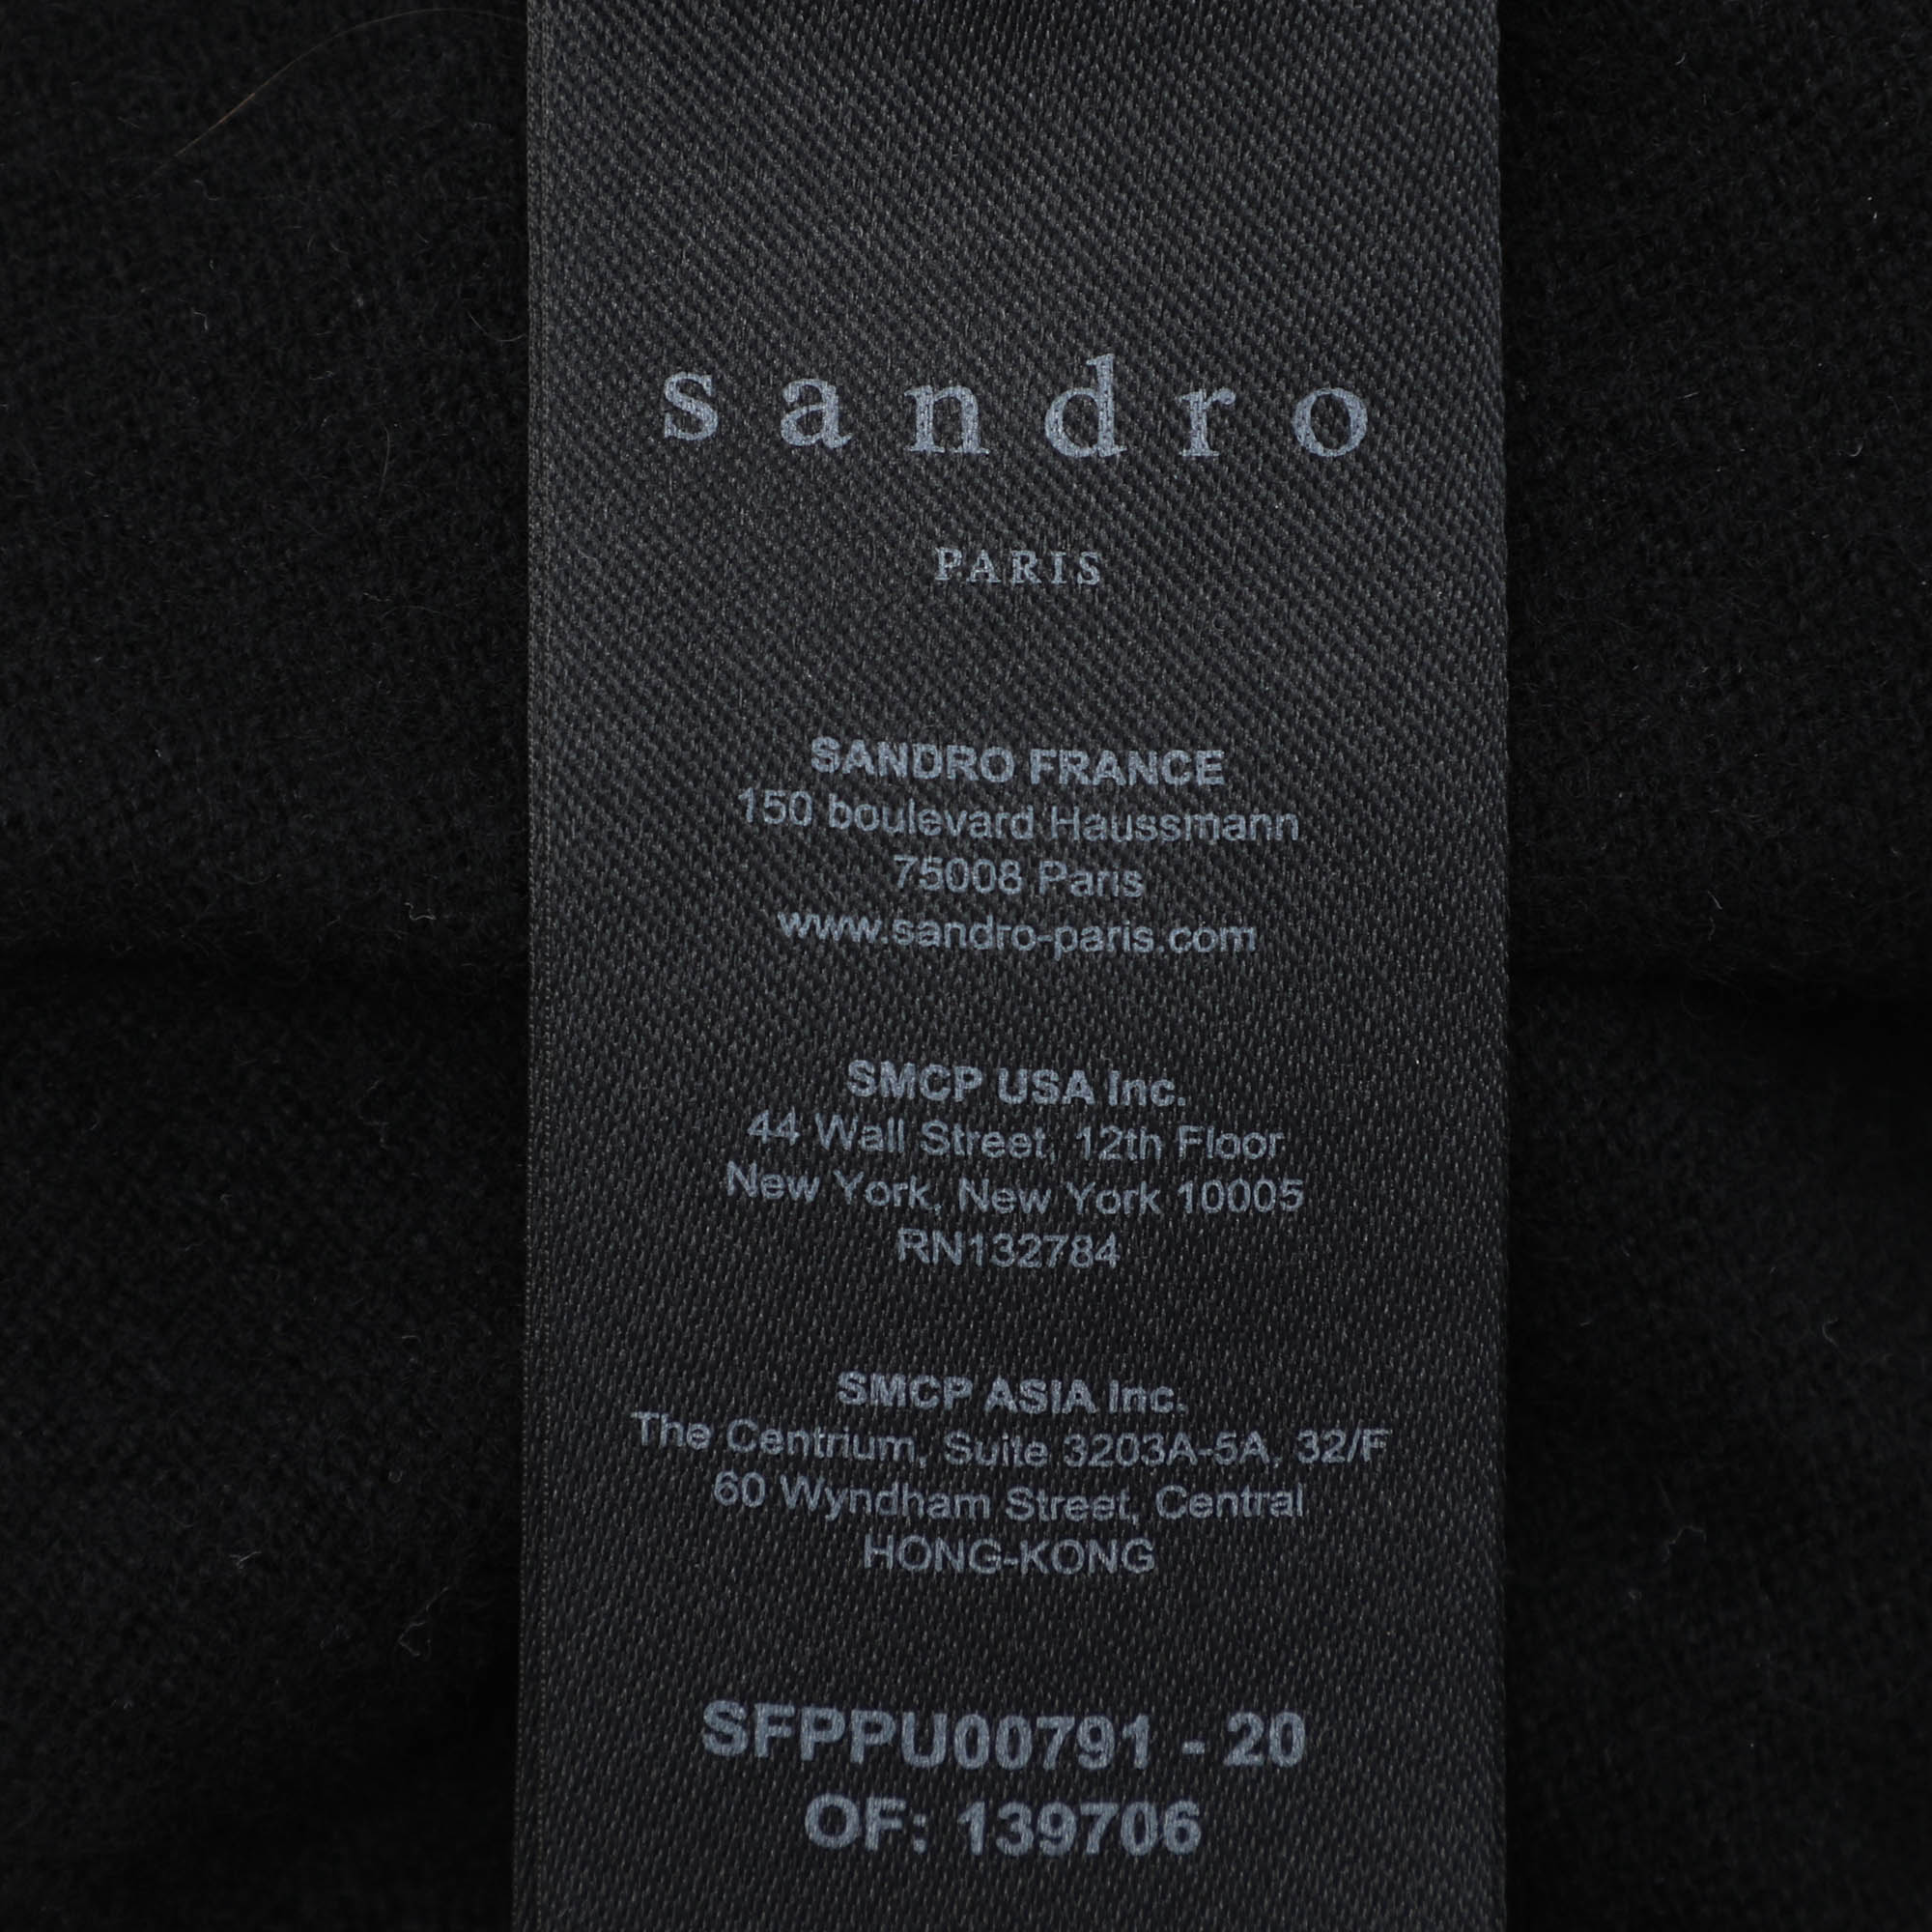 sandro
PARIS
SANDRO FRANCE
150 boulevard Haussmann
75008 Paris
www.sandro-paris.com
SMCP USA Inc.
44 Wall Street, 12th Floor
New York, New York 10005
RN132784
SMCP ASIA Inc.
The Centrium, Suite 3203A-5A, 32/F
60 Wyndham Street, Central
HONG-KONG
SFPPU00791 - 20
OF: 139706